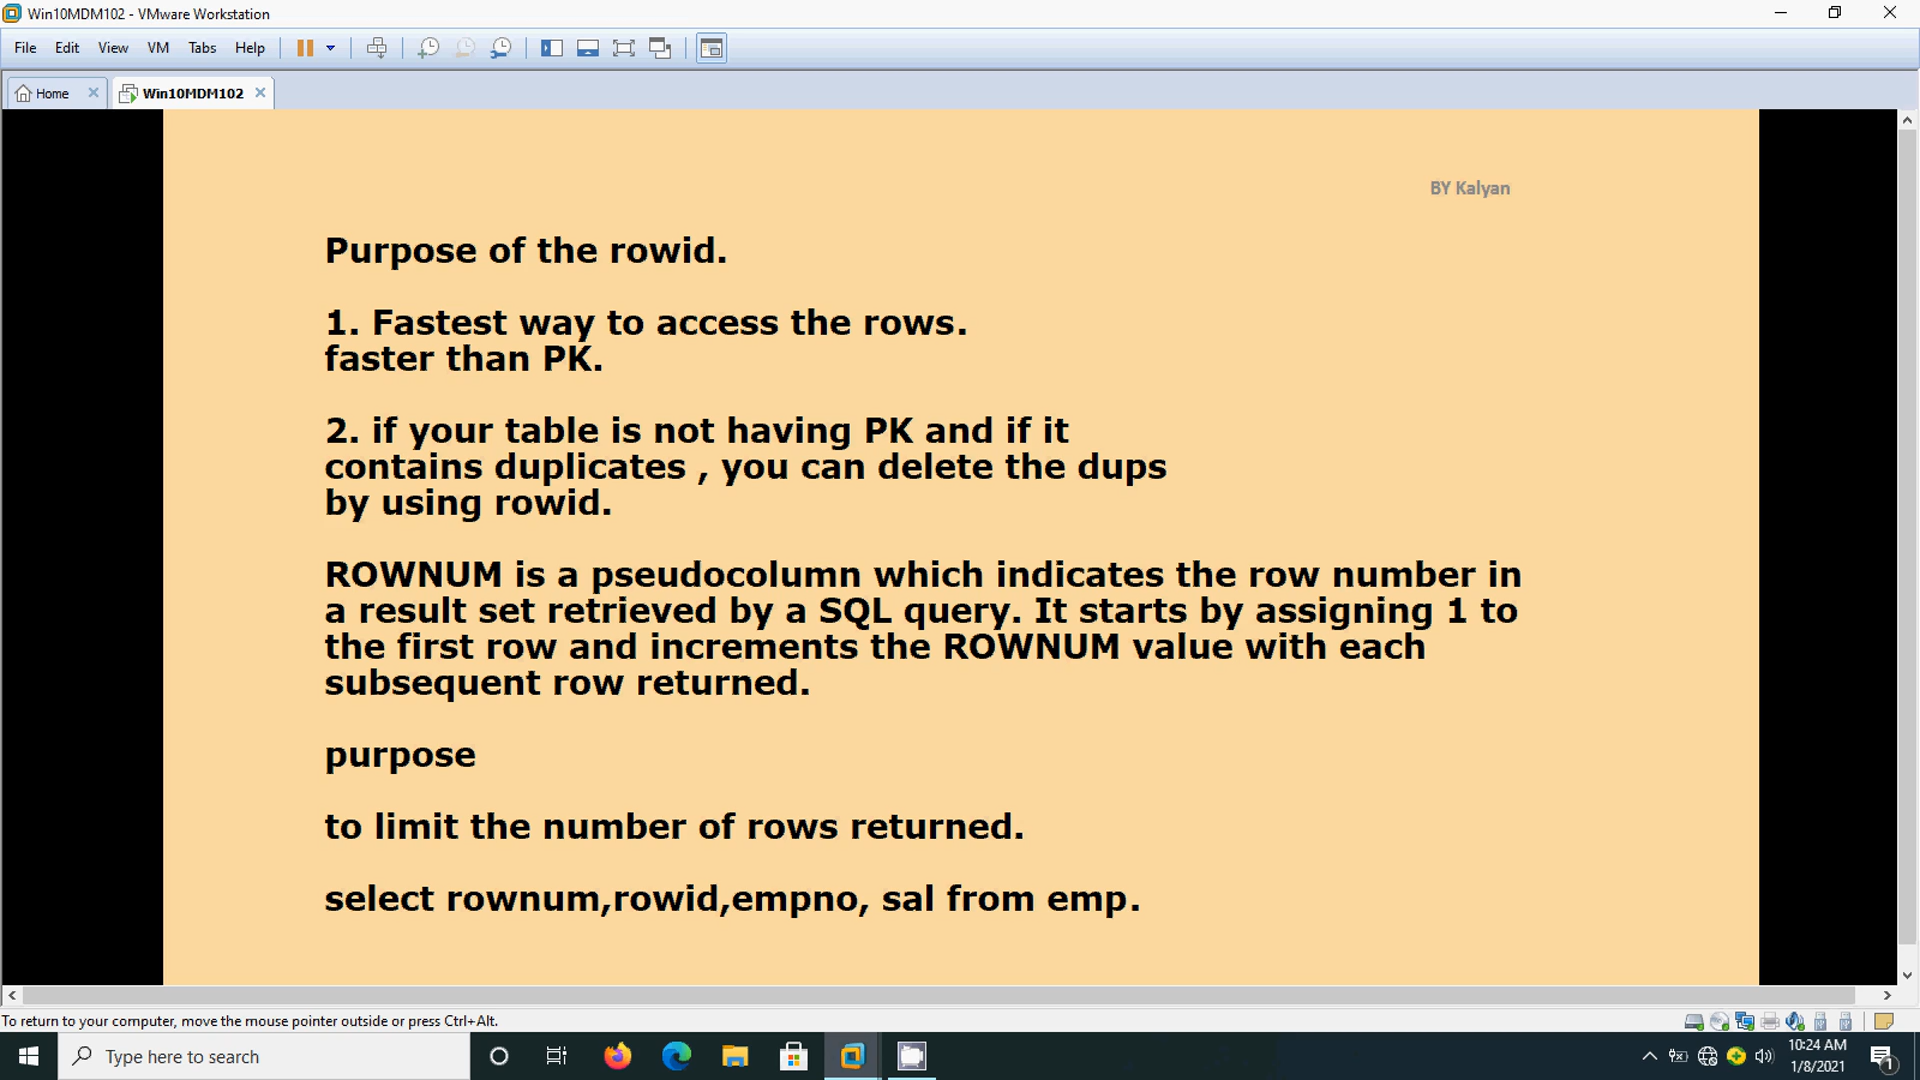 Win10MDM102 - VMware Workstation
File Edit View VM Tabs Help
Home Win10MDM102
BY Kalyan
Purpose of the rowid.
1. Fastest way to access the rows.
faster than PK.
2. if your table is not having PK and if it
contains duplicates , you can delete the dups
by using rowid.
ROWNUM is a pseudocolumn which indicates the row number in
a result set retrieved by a SQL query. It starts by assigning 1 to
the first row and increments the ROWNUM value with each
subsequent row returned.
purpose
to limit the number of rows returned.
select rownum,rowid,empno, sal from emp.
To return to your computer, move the mouse pointer outside or press Ctrl+Alt.
Type here to search
10:24 AM
1/8/2021
1